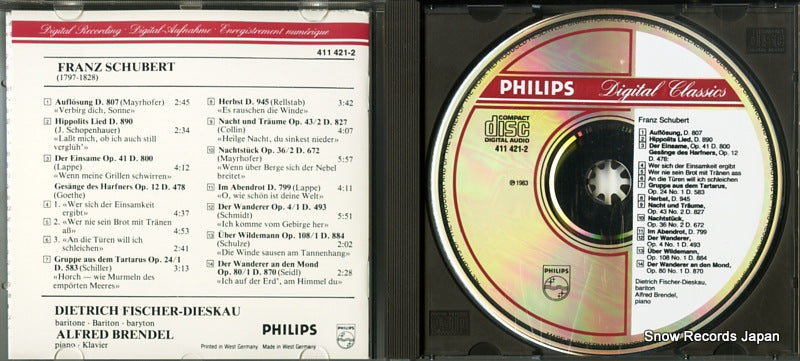 Digital Recording · Digital-Aufnahme · Enregistrement numérique
411 421-2
FRANZ SCHUBERT
(1797-1828)
1 Auflösung D. 807 (Mayrhofer) 2:45
«Verbirg dich, Sonne»
2 Hippolits Lied D. 890
(J. Schopenhauer) 2:34
«Laßt mich, ob ich auch still
verglüh'»
3 Der Einsame Op. 41 D. 800
(Lappe) 4:12
«Wenn meine Grillen schwirren»
Gesänge des Harfners Op. 12 D. 478
(Goethe)
4 1. «Wer sich der Einsamkeit
ergibt» 4:37
5 2. «Wer nie sein Brot mit Tränen
aß» 4:53
6 3. «An die Türen will ich
schleichen» 2:41
7 Gruppe aus dem Tartarus Op. 24/1
D. 583 (Schiller) 3:13
«Horch — wie Murmeln des
empörten Meeres»
8 Herbst D. 945 (Rellstab) 3:42
«Es rauschen die Winde»
9 Nacht und Träume Op. 43/2 D. 827
(Collin) 4:07
«Heilge Nacht, du sinkest nieder»
10 Nachtstück Op. 36/2 D. 672
(Mayrhofer) 5:57
«Wenn über Berge sich der Nebel
breitet»
11 Im Abendrot D. 799 (Lappe) 4:11
«O, wie schön ist deine Welt»
12 Der Wanderer Op. 4/1 D. 493
(Schmidt) 5:51
«Ich komme vom Gebirge her»
13 Über Wildemann Op. 108/1 D. 884
(Schulze) 2:02
«Die Winde sausen am Tannenhang»
14 Der Wanderer an den Mond
Op. 80/1 D. 870 (Seidl) 2:28
«Ich auf der Erd', am Himmel du»
DIETRICH FISCHER-DIESKAU
baritone · Bariton · baryton
ALFRED BRENDEL
piano · Klavier
PHILIPS
Printed in West Germany Made in West Germany
PHILIPS Digital Classics
COMPACT
disc
DIGITAL AUDIO
411 421-2
℗ 1983
PHILIPS
Franz Schubert
1 Auflösung, D. 807
2 Hippolits Lied, D. 890
3 Der Einsame, Op. 41 D. 800
Gesänge des Harfners, Op. 12
D. 478:
4 Wer sich der Einsamkeit ergibt
5 Wer nie sein Brot mit Tränen ass
6 An die Türen will ich schleichen
7 Gruppe aus dem Tartarus,
Op. 24 No. 1 D. 583
8 Herbst, D. 945
9 Nacht und Träume,
Op. 43 No. 2 D. 827
10 Nachtstück,
Op. 36 No. 2 D. 672
11 Im Abendrot, D. 799
12 Der Wanderer,
Op. 4 No. 1 D. 493
13 Über Wildemann,
Op. 108 No. 1 D. 884
14 Der Wanderer an den Mond,
Op. 80 No. 1 D. 870
Dietrich Fischer-Dieskau,
bariton
Alfred Brendel,
piano
Snow Records Japan